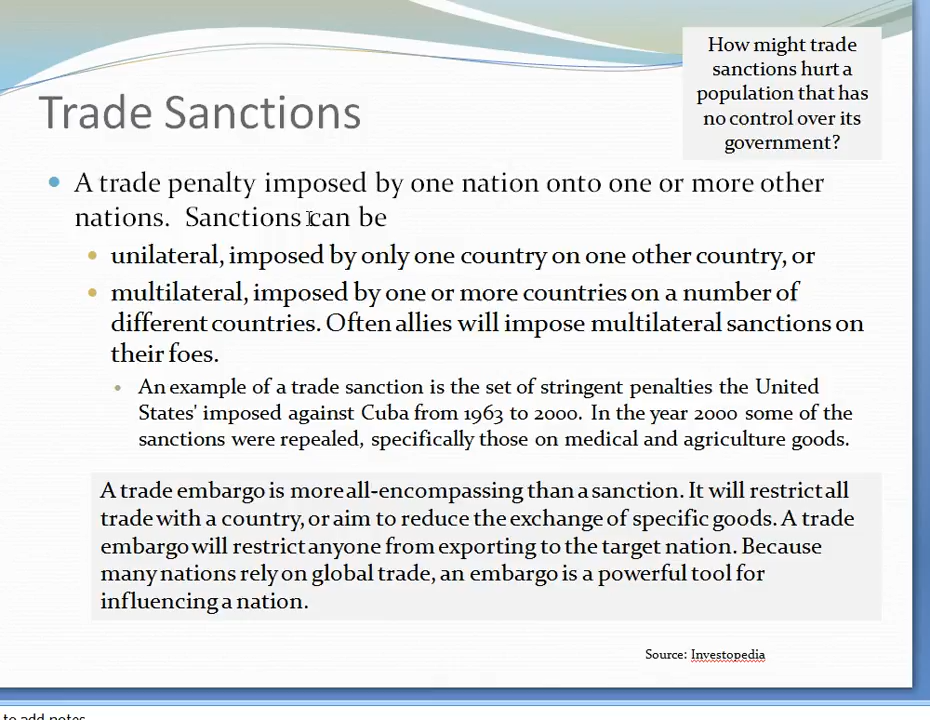 How might trade
sanctions hurt a
population that has
no control over its
government?
Trade Sanctions
A trade penalty imposed by one nation onto one or more other
nations.  Sanctions can be
unilateral, imposed by only one country on one other country, or
multilateral, imposed by one or more countries on a number of
different countries. Often allies will impose multilateral sanctions on
their foes.
An example of a trade sanction is the set of stringent penalties the United
States' imposed against Cuba from 1963 to 2000.  In the year 2000 some of the
sanctions were repealed, specifically those on medical and agriculture goods.
A trade embargo is more all-encompassing than a sanction. It will restrict all
trade with a country, or aim to reduce the exchange of specific goods. A trade
embargo will restrict anyone from exporting to the target nation. Because
many nations rely on global trade, an embargo is a powerful tool for
influencing a nation.
Source: Investopedia
to add notes